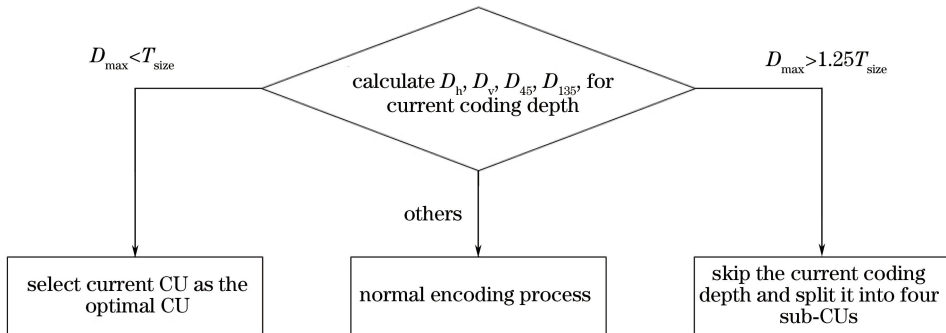 D_max<T_size
D_max>1.25T_size
calculate D_h, D_v, D_45, D_135, for
current coding depth
others
select current CU as the
optimal CU
normal encoding process
skip the current coding
depth and split it into four
sub-CUs